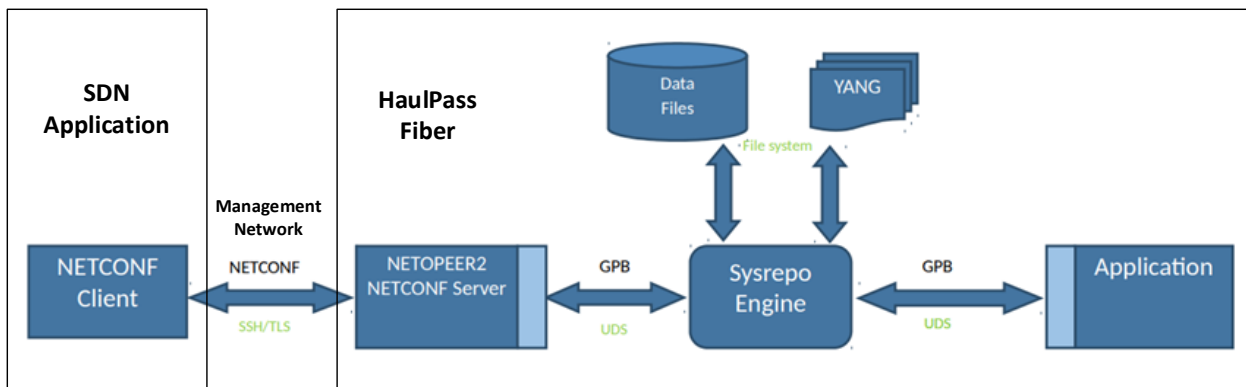 SDN
Application
HaulPass
Fiber
Data
Files
YANG
File system
Management
Network
NETCONF
Client
NETCONF
SSH/TLS
NETOPEER2
NETCONF Server
GPB
UDS
Sysrepo
Engine
GPB
UDS
Application